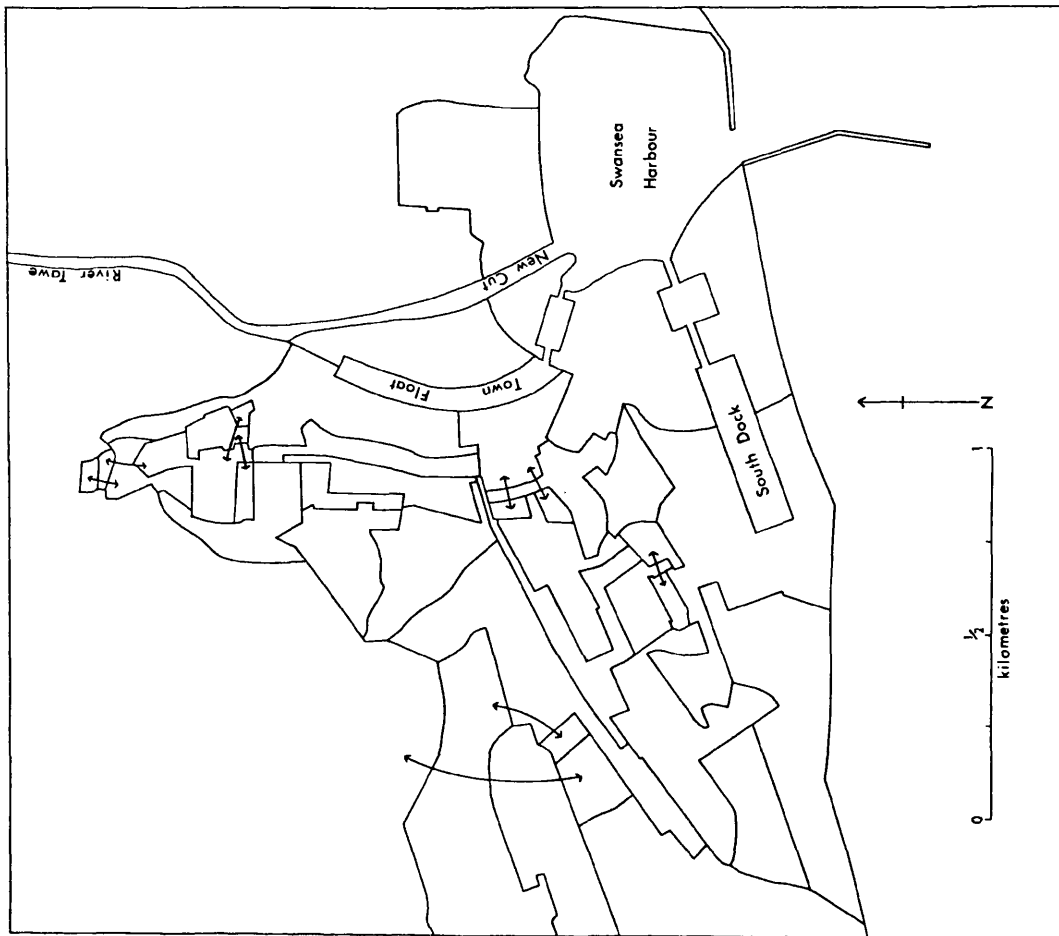 River Tawe
New Cut
Town
Float
Swansea
Harbour
South Dock
N
0
½
1
kilometres